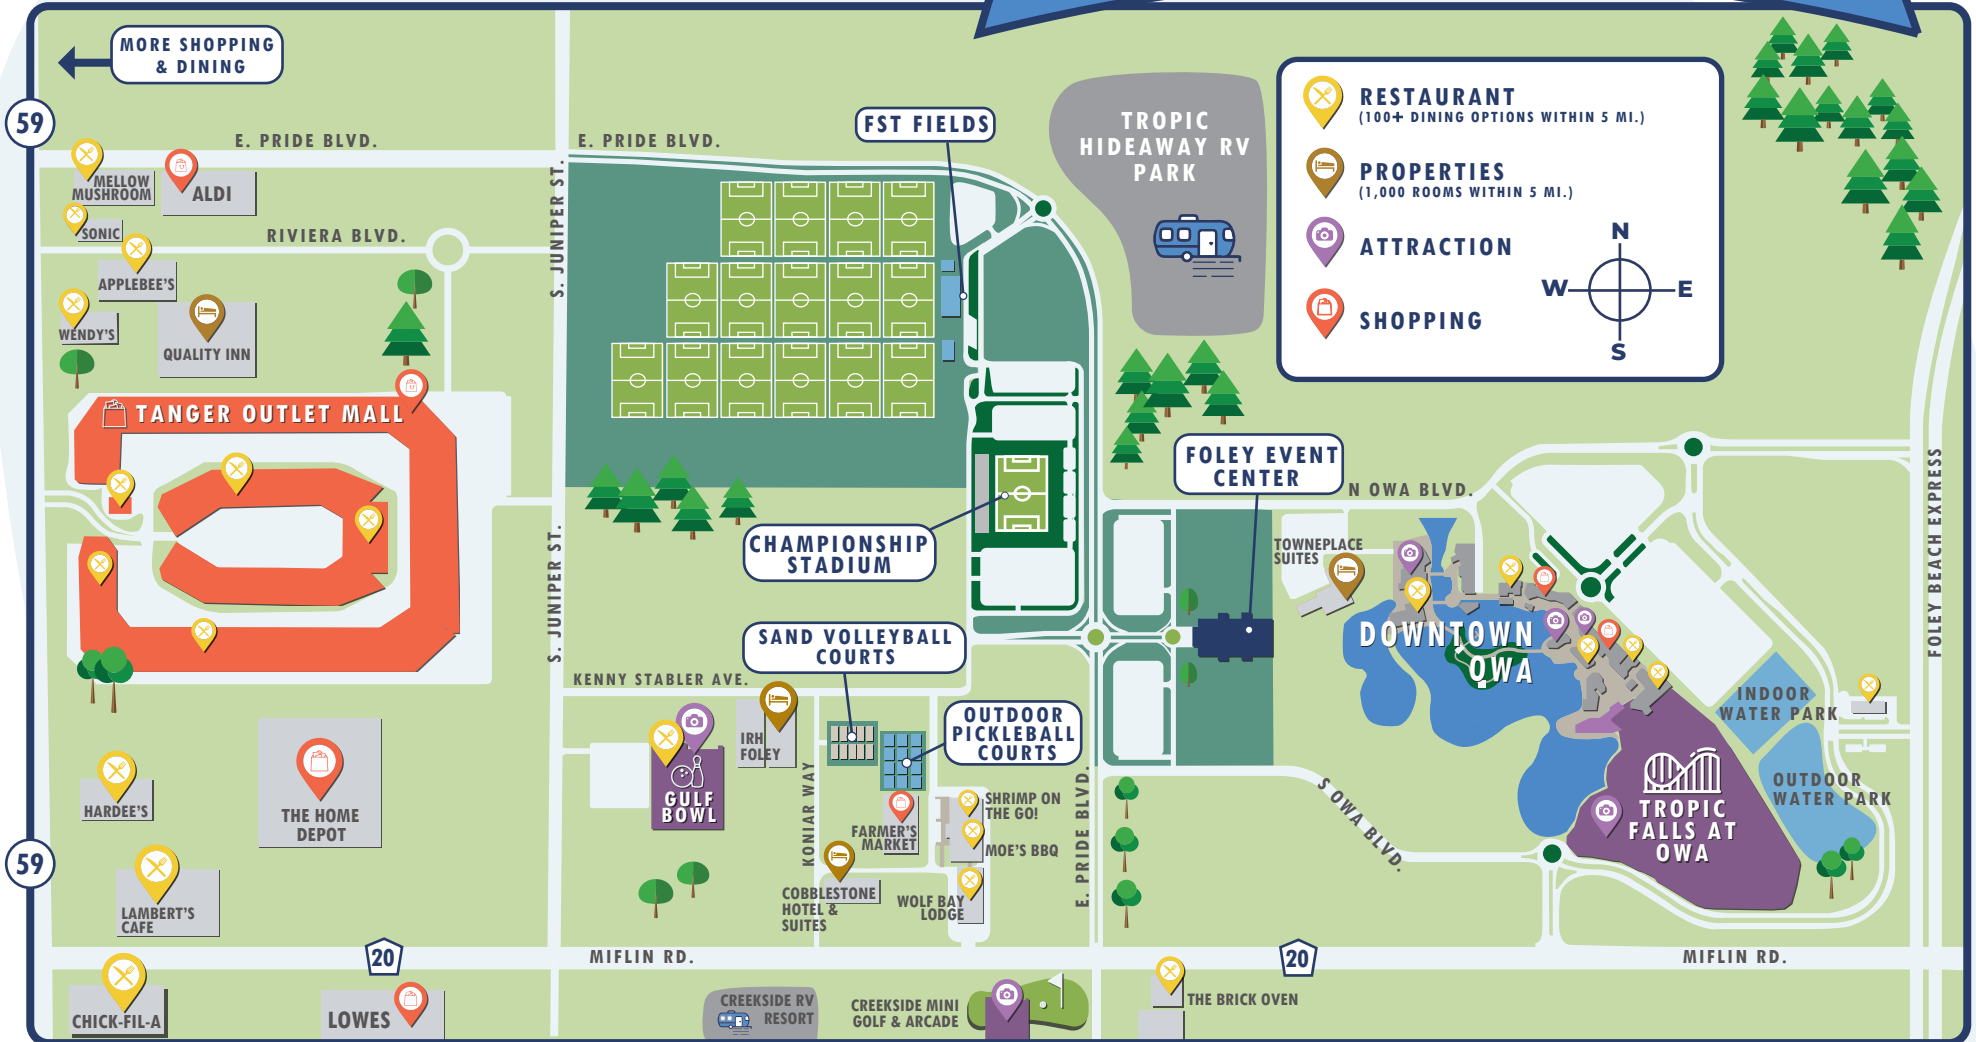 MORE SHOPPING
& DINING
59
E. PRIDE BLVD.
E. PRIDE BLVD.
FST FIELDS
TROPIC
HIDEAWAY RV
PARK
RESTAURANT
(100+ DINING OPTIONS WITHIN 5 MI.)
PROPERTIES
(1,000 ROOMS WITHIN 5 MI.)
ATTRACTION
SHOPPING
N
W
E
S
MELLOW
MUSHROOM
ALDI
SONIC
RIVIERA BLVD.
S. JUNIPER ST.
APPLEBEE'S
WENDY'S
QUALITY INN
TANGER OUTLET MALL
FOLEY EVENT
CENTER
N OWA BLVD.
FOLEY BEACH EXPRESS
CHAMPIONSHIP
STADIUM
TOWNEPLACE
SUITES
S. JUNIPER ST.
SAND VOLLEYBALL
COURTS
DOWNTOWN
OWA
KENNY STABLER AVE.
INDOOR
WATER PARK
OUTDOOR
PICKLEBALL
COURTS
IRH
FOLEY
GULF
BOWL
KONIAR WAY
E. PRIDE BLVD.
S OWA BLVD.
OUTDOOR
WATER PARK
TROPIC
FALLS AT
OWA
HARDEE'S
THE HOME
DEPOT
FARMER'S
MARKET
SHRIMP ON
THE GO!
MOE'S BBQ
59
LAMBERT'S
CAFE
COBBLESTONE
HOTEL &
SUITES
WOLF BAY
LODGE
20
MIFLIN RD.
20
MIFLIN RD.
CHICK-FIL-A
LOWES
CREEKSIDE RV
RESORT
CREEKSIDE MINI
GOLF & ARCADE
THE BRICK OVEN